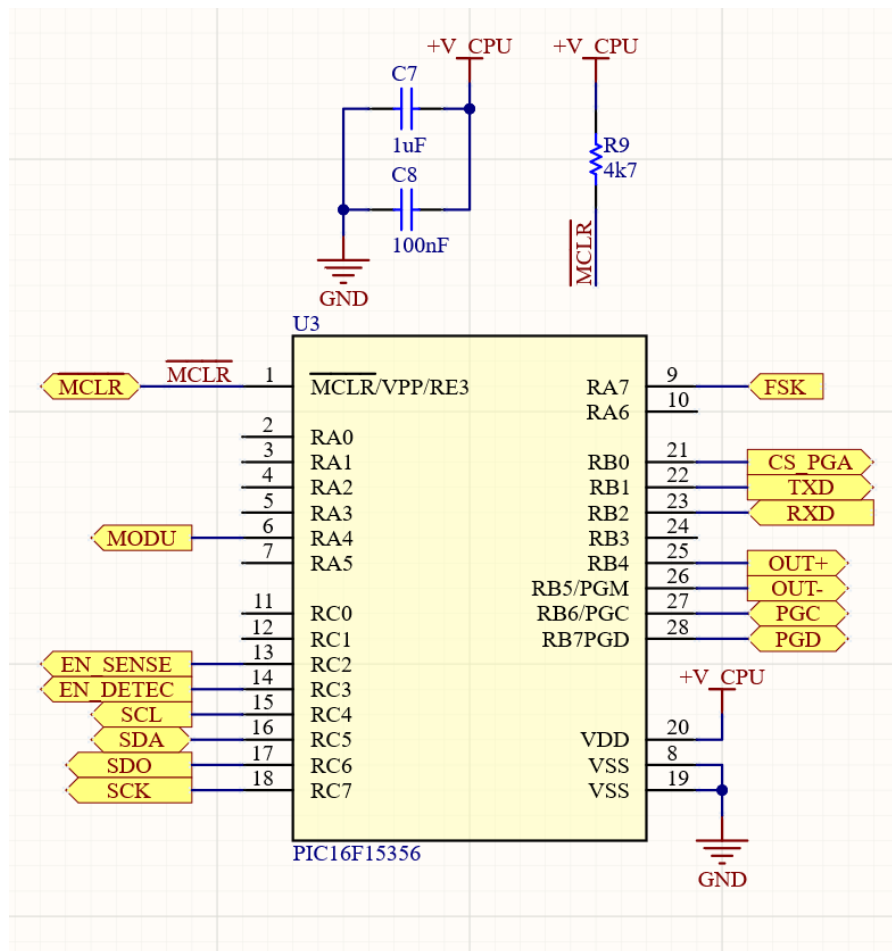 +V_CPU +V_CPU
C7
1uF
R9
4k7
C8
100nF
MCLR
GND
U3
MCLR MCLR 1 MCLR/VPP/RE3 RA7 9 FSK
RA6 10
2 RA0
3 RA1 RB0 21 CS_PGA
4 RA2 RB1 22 TXD
5 RA3 RB2 23 RXD
MODU 6 RA4 RB3 24
7 RA5 RB4 25 OUT+
RB5/PGM 26 OUT-
11 RC0 RB6/PGC 27 PGC
12 RC1 RB7PGD 28 PGD
EN_SENSE 13 RC2
EN_DETEC 14 RC3 +V_CPU
SCL 15 RC4
SDA 16 RC5 VDD 20
SDO 17 RC6 VSS 8
SCK 18 RC7 VSS 19
PIC16F15356
GND